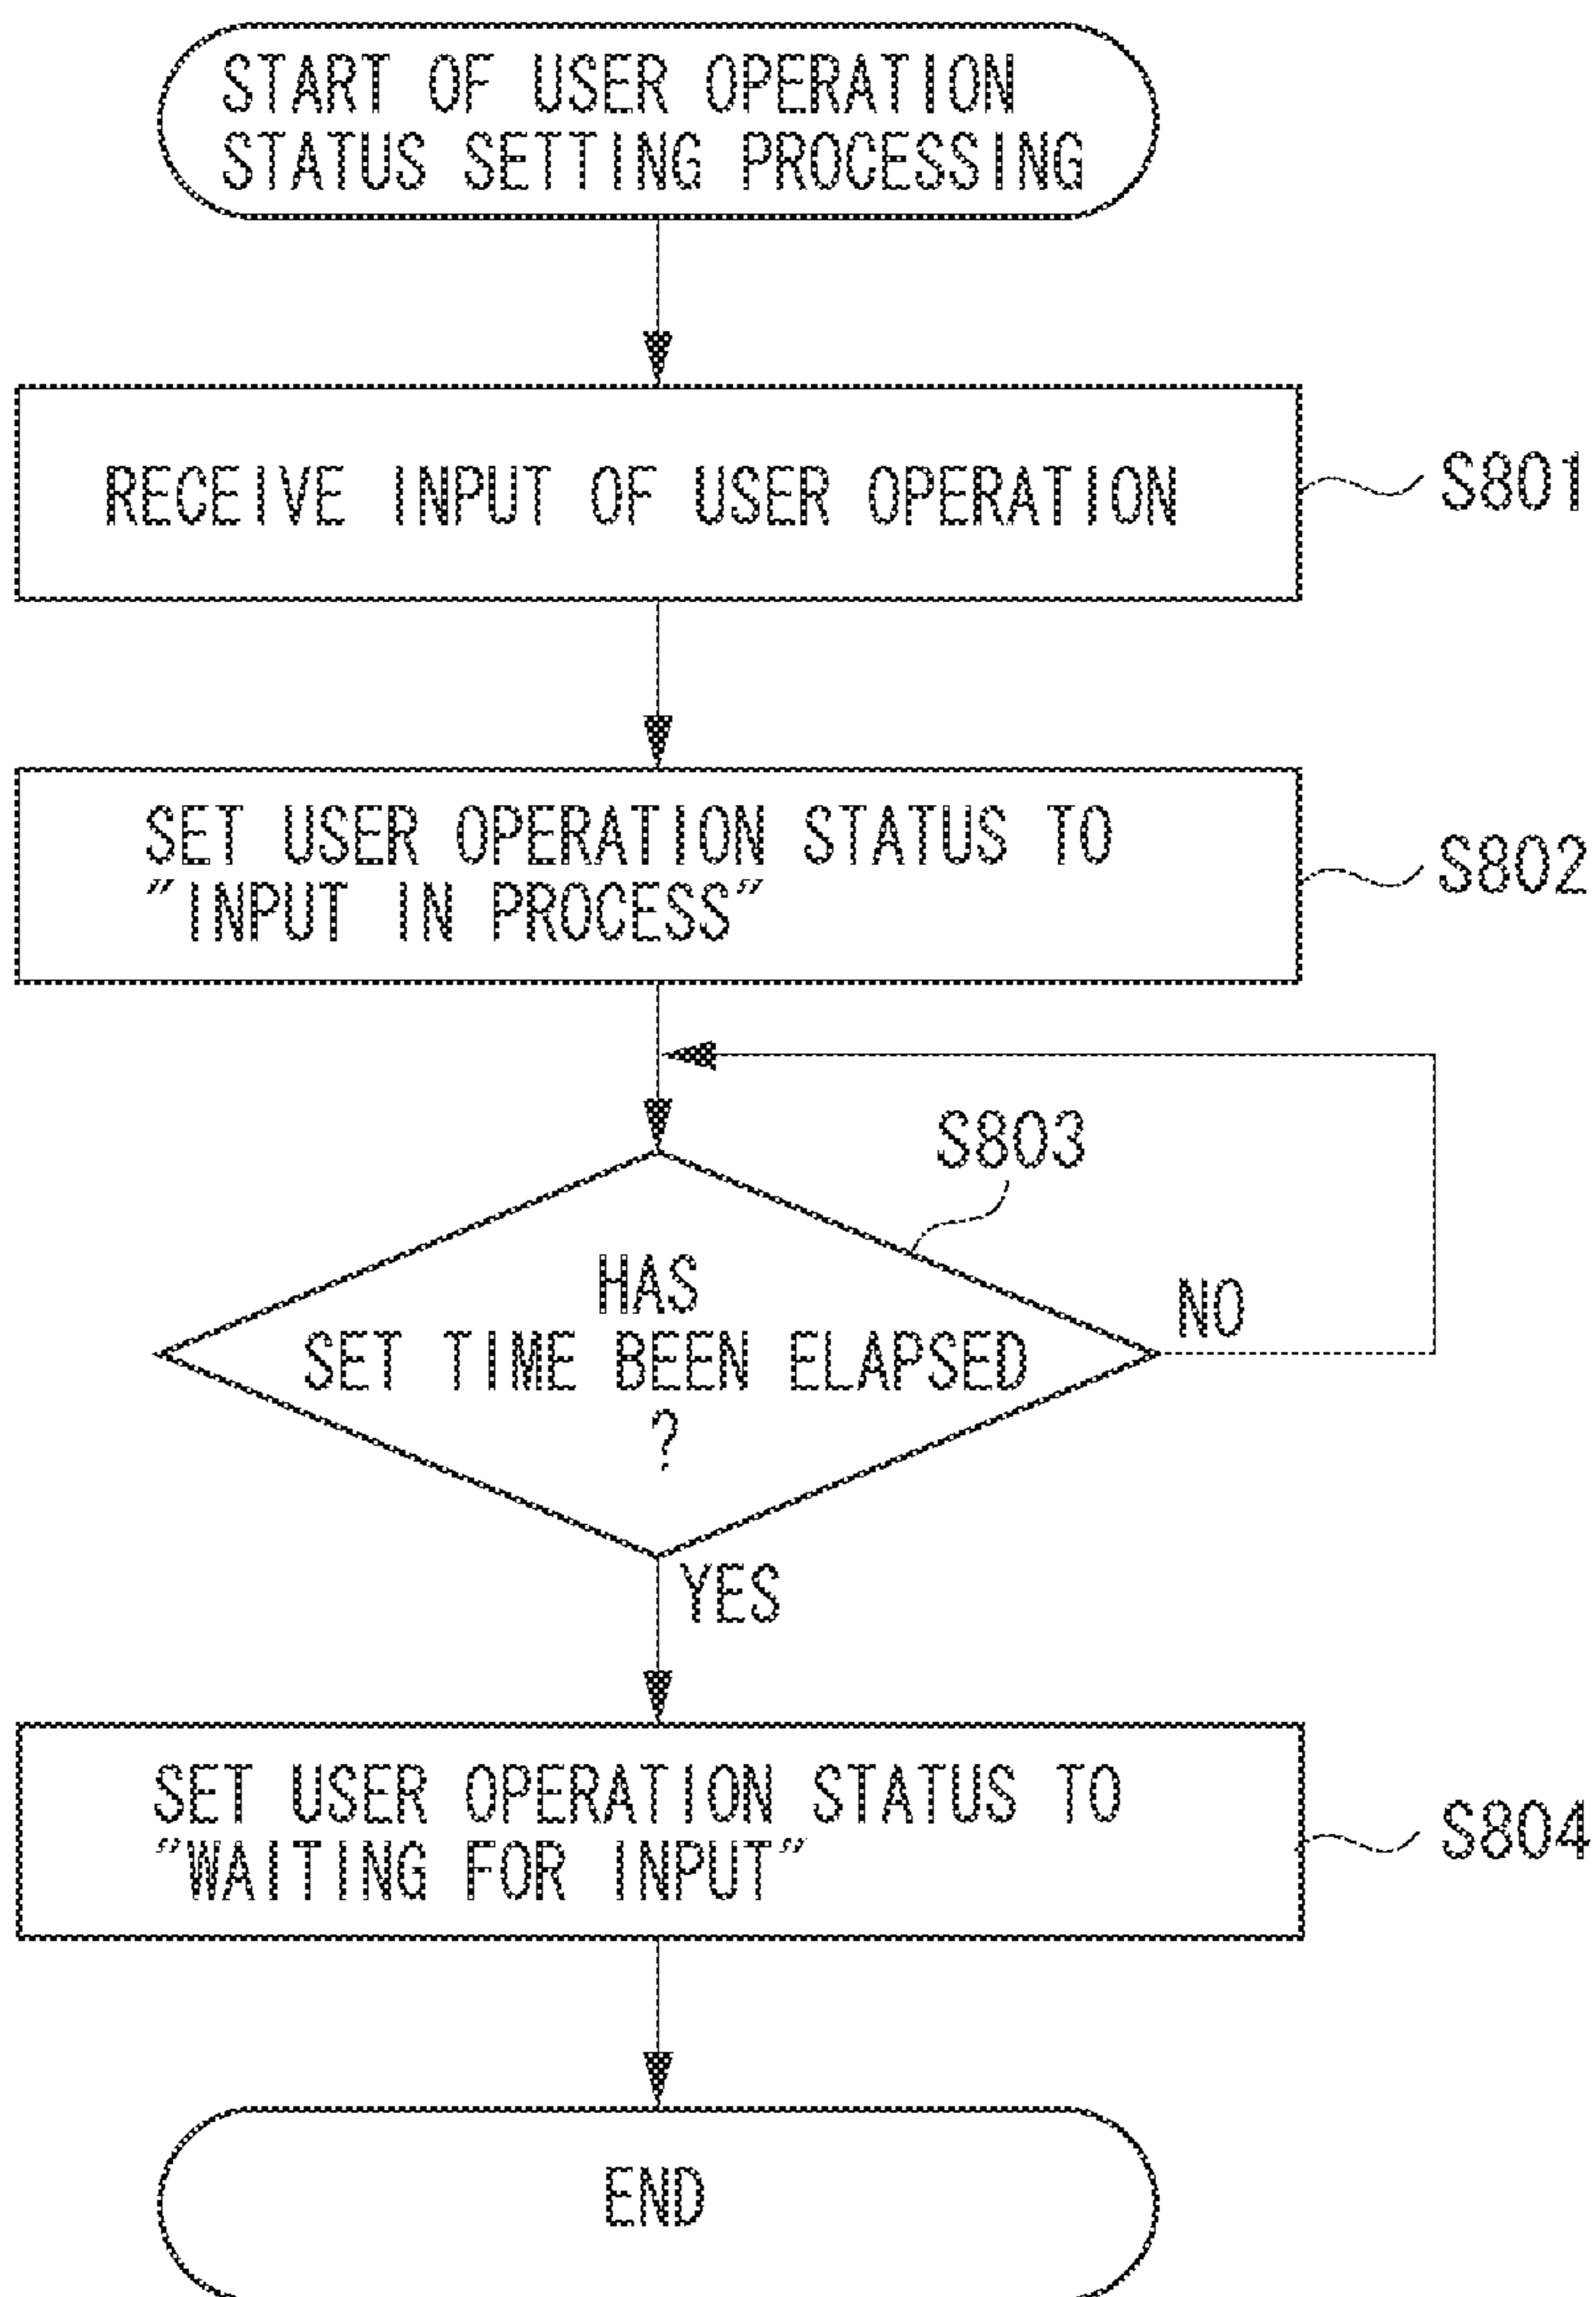 START OF USER OPERATION
STATUS SETTING PROCESSING
RECEIVE INPUT OF USER OPERATION
S801
SET USER OPERATION STATUS TO
"INPUT IN PROCESS"
S802
S803
HAS
SET TIME BEEN ELAPSED
?
NO
YES
SET USER OPERATION STATUS TO
"WAITING FOR INPUT"
S804
END